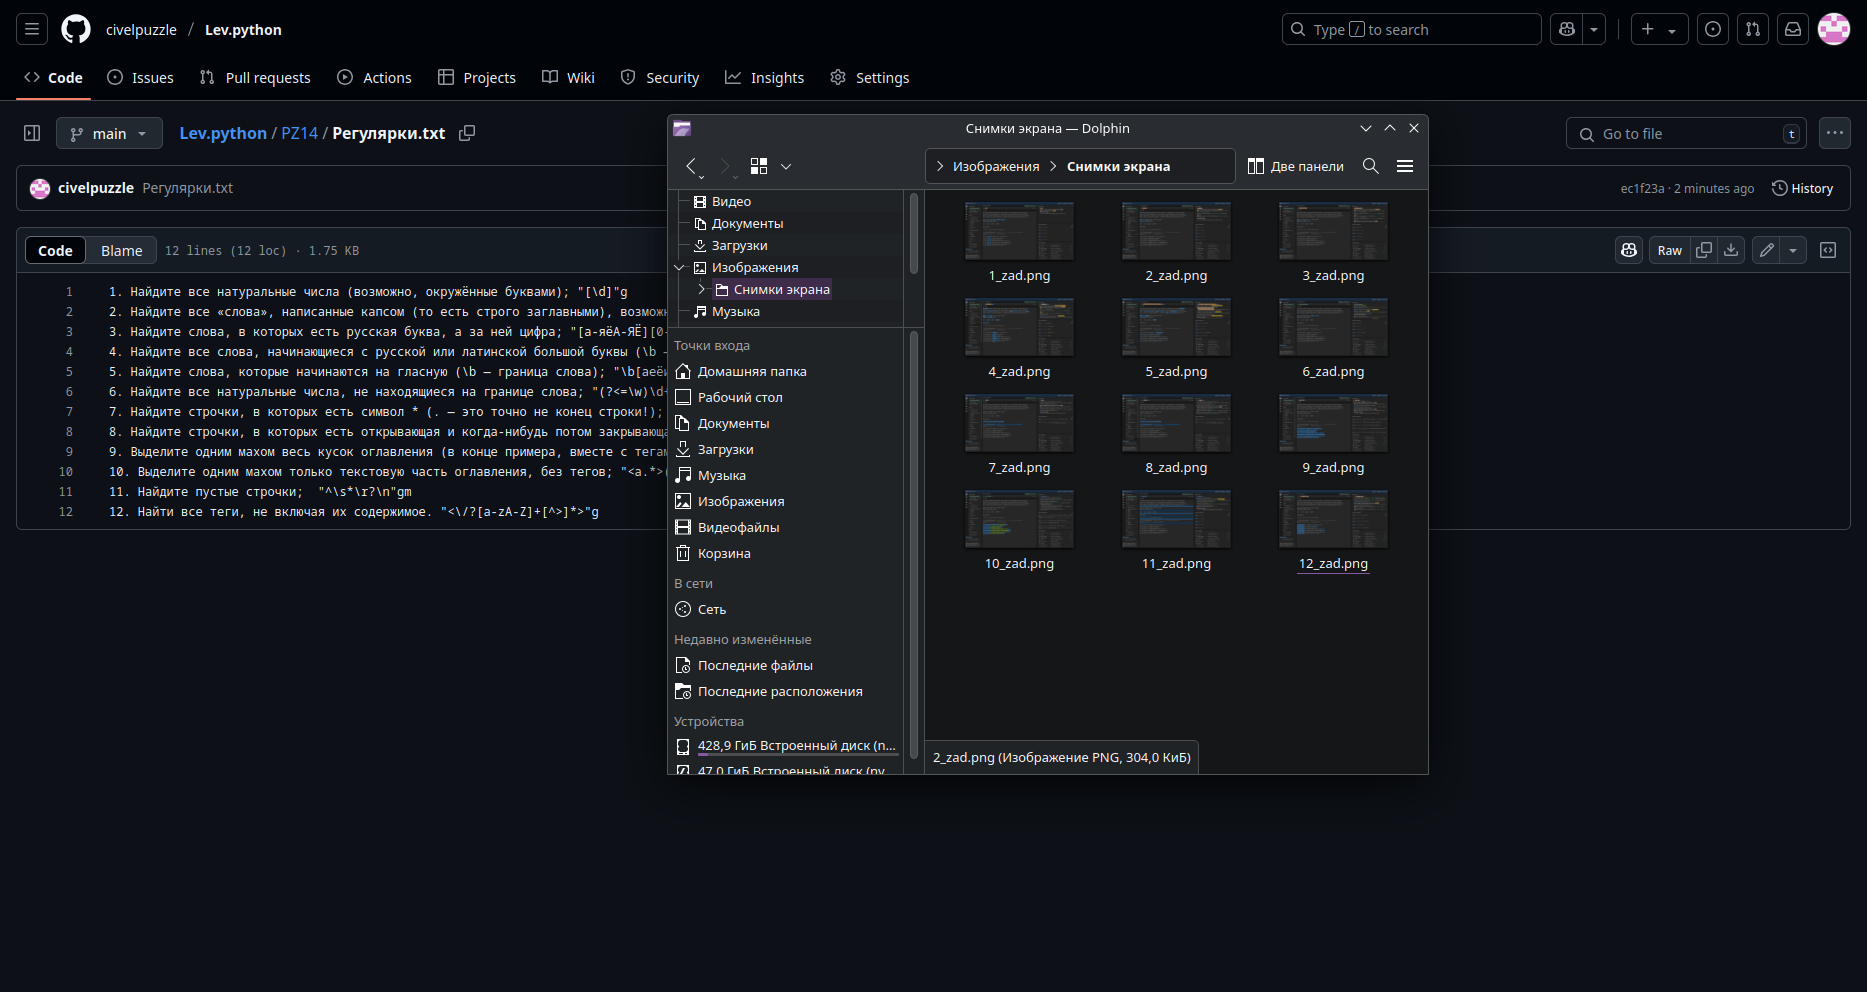 civelpuzzle / Lev.python
Type / to search
Code Issues Pull requests Actions Projects Wiki Security Insights Settings
main
Lev.python / PZ14 / Регулярки.txt
Go to file t
civelpuzzle Регулярки.txt
ec1f23a · 2 minutes ago History
Code Blame 12 lines (12 loc) · 1.75 KB
Raw
1 1. Найдите все натуральные числа (возможно, окружённые буквами); "[\d]"g
2 2. Найдите все «слова», написанные капсом (то есть строго заглавными),
3 3. Найдите слова, в которых есть русская буква, а за ней цифра; "[а-яёА-ЯЁ][0-
4 4. Найдите все слова, начинающиеся с русской или латинской большой буквы (\b –
5 5. Найдите слова, которые начинаются на гласную (\b – граница слова); "\b[аеё
6 6. Найдите все натуральные числа, не находящиеся на границе слова; "(?<=\w)\d
7 7. Найдите строчки, в которых есть символ * (. – это точно не конец строки!);
8 8. Найдите строчки, в которых есть открывающая и когда-нибудь потом
9 9. Выделите одним махом весь кусок оглавления (в конце примера, вместе с
10 10. Выделите одним махом только текстовую часть оглавления, без тегов; "<a.*>
11 11. Найдите пустые строчки; "^\s*\r?\n"gm
12 12. Найти все теги, не включая их содержимое. "<\/?[a-zA-Z]+[^>]*>"g
Снимки экрана — Dolphin
Изображения Снимки экрана
Две панели
Видео
Документы
Загрузки
Изображения
Снимки экрана
Музыка
Точки входа
Домашняя папка
Рабочий стол
Документы
Загрузки
Музыка
Изображения
Видеофайлы
Корзина
В сети
Сеть
Недавно изменённые
Последние файлы
Последние расположения
Устройства
428,9 ГиБ Встроенный диск (n...
47,0 ГиБ Встроенный диск (nv...
1_zad.png 2_zad.png 3_zad.png
4_zad.png 5_zad.png 6_zad.png
7_zad.png 8_zad.png 9_zad.png
10_zad.png 11_zad.png 12_zad.png
2_zad.png (Изображение PNG, 304,0 КиБ)